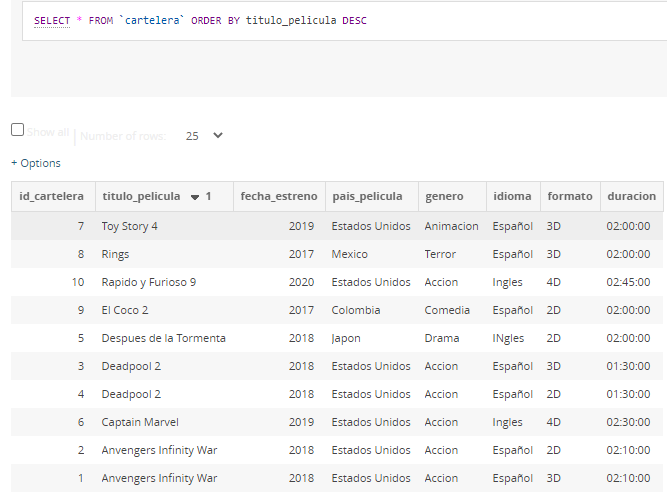 SELECT * FROM `cartelera` ORDER BY titulo_pelicula DESC
Show all | Number of rows: 25
+ Options
id_cartelera titulo_pelicula 1 fecha_estreno pais_pelicula genero idioma formato duracion
7 Toy Story 4 2019 Estados Unidos Animacion Español 3D 02:00:00
8 Rings 2017 Mexico Terror Español 3D 02:00:00
10 Rapido y Furioso 9 2020 Estados Unidos Accion Ingles 4D 02:45:00
9 El Coco 2 2017 Colombia Comedia Español 2D 02:00:00
5 Despues de la Tormenta 2018 Japon Drama INgles 2D 02:00:00
3 Deadpool 2 2018 Estados Unidos Accion Español 3D 01:30:00
4 Deadpool 2 2018 Estados Unidos Accion Español 2D 01:30:00
6 Captain Marvel 2019 Estados Unidos Accion Ingles 4D 02:30:00
2 Anvengers Infinity War 2018 Estados Unidos Accion Español 2D 02:10:00
1 Anvengers Infinity War 2018 Estados Unidos Accion Español 3D 02:10:00